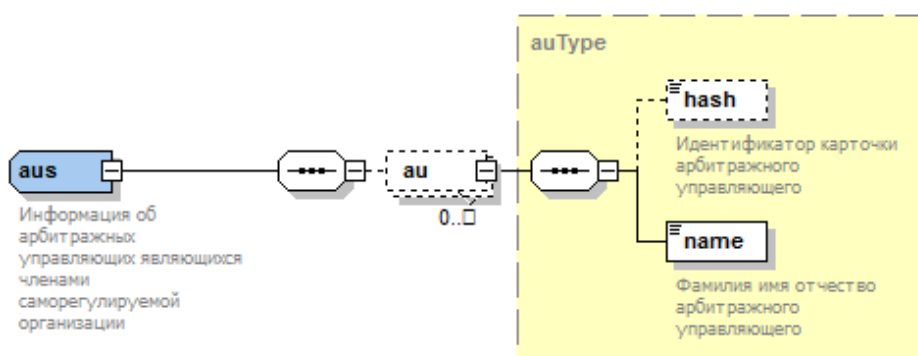 auType
hash
Идентификатор карточки
арбитражного
управляющего
aus
au
0..□
Информация об
арбитражных
управляющих являющихся
членами
саморегулируемой
организации
name
Фамилия имя отчество
арбитражного
управляющего